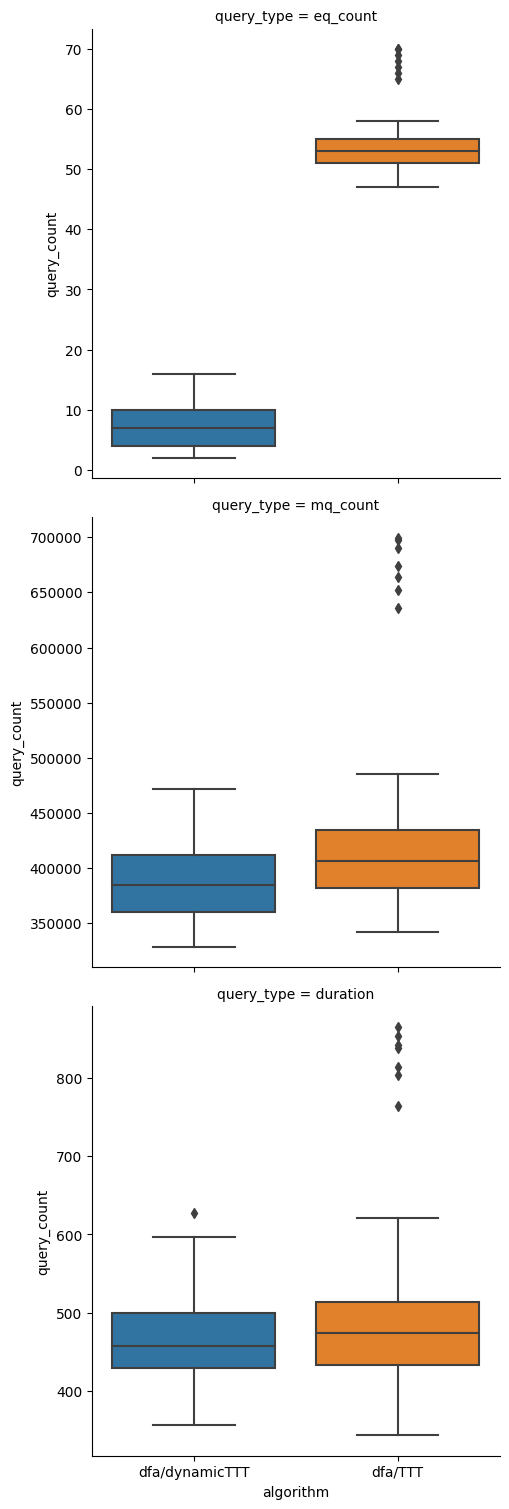 query_type = eq_count
70
60
50
40
30
20
10
0
query_count
query_type = mq_count
700000
650000
600000
550000
500000
450000
400000
350000
query_count
query_type = duration
800
700
600
500
400
query_count
dfa/dynamicTTT
dfa/TTT
algorithm